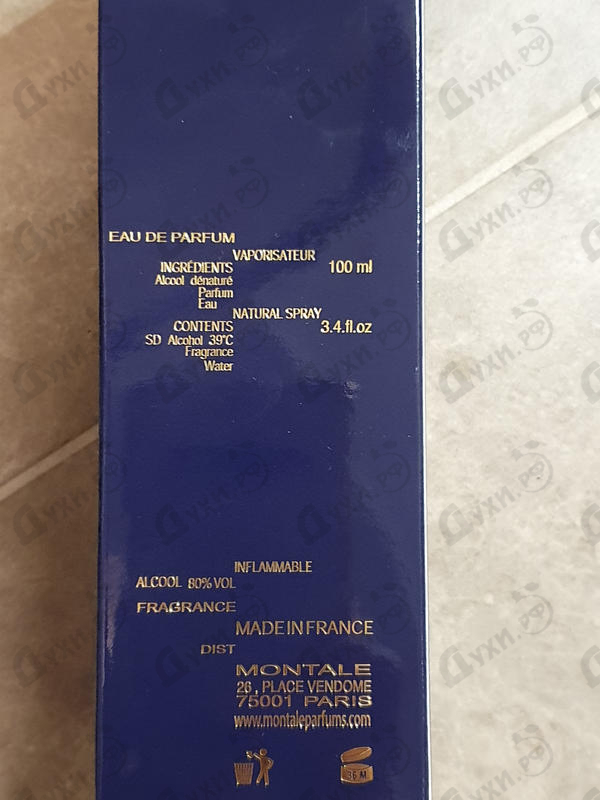 EAU DE PARFUM
VAPORISATEUR
INGRÉDIENTS
100 ml
Alcool dénaturé
Parfum
Eau
NATURAL SPRAY
CONTENTS
3.4.fl.oz
SD Alcohol 39°C
Fragrance
Water
INFLAMMABLE
ALCOOL 80% VOL
FRAGRANCE
MADE IN FRANCE
DIST
MONTALE
26 , PLACE VENDOME
75001 PARIS
www.montaleparfums.com
36 M
Духи.РФ